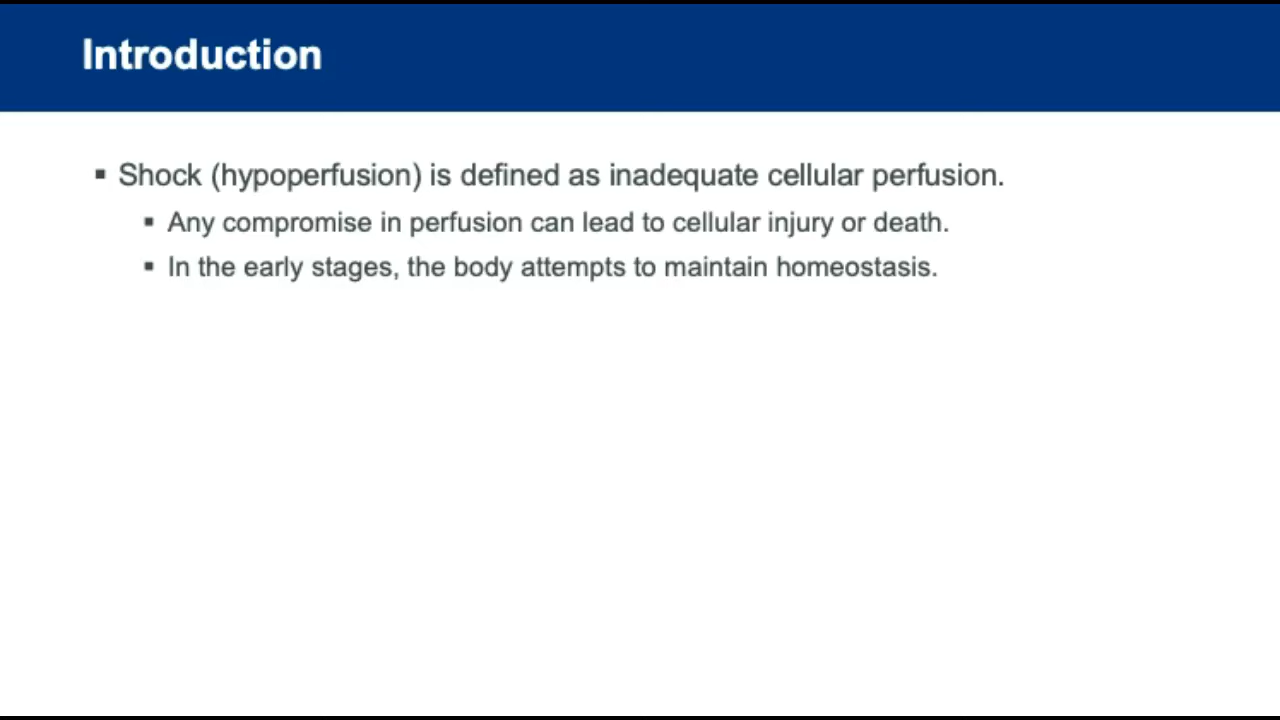 Introduction
▪ Shock (hypoperfusion) is defined as inadequate cellular perfusion.
▪ Any compromise in perfusion can lead to cellular injury or death.
▪ In the early stages, the body attempts to maintain homeostasis.